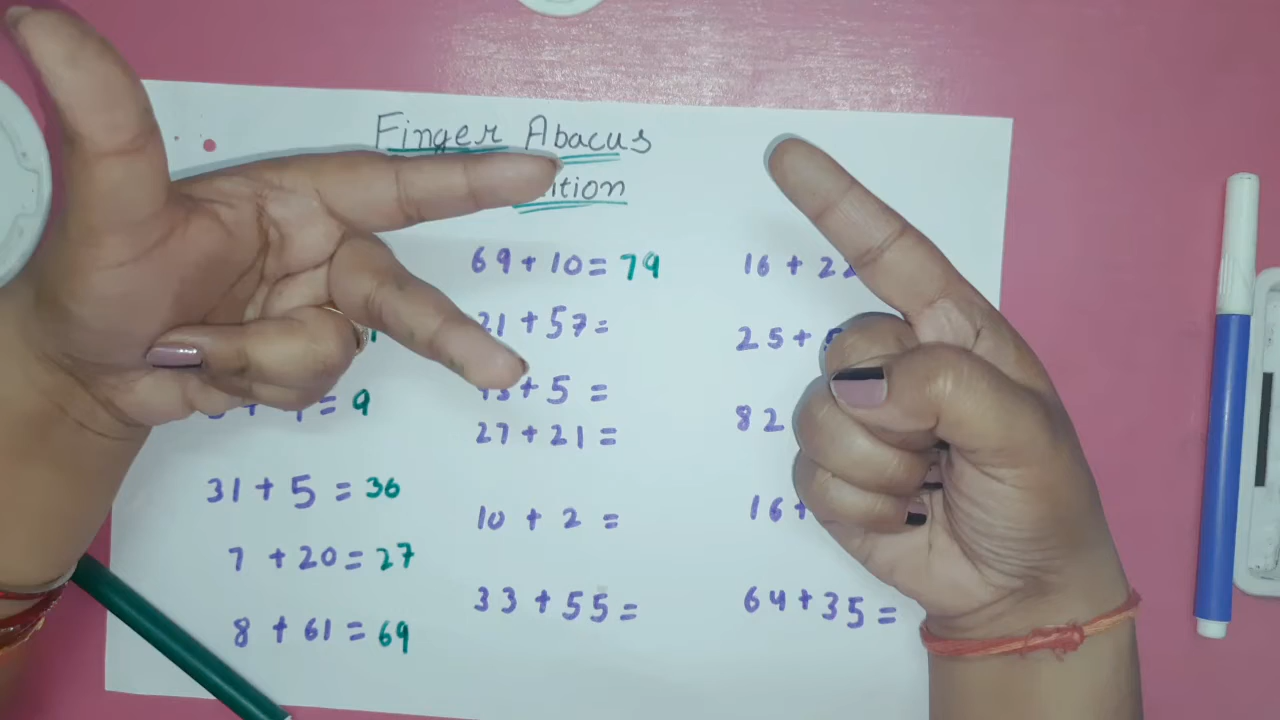 Finger Abacus
69 + 10 = 79
16 + 2
21 + 57 =
25 +
+ 5 =
= 9
82
27 + 21 =
31 + 5 = 36
10 + 2 =
16 +
7 + 20 = 27
33 + 55 =
64 + 35 =
8 + 61 = 69